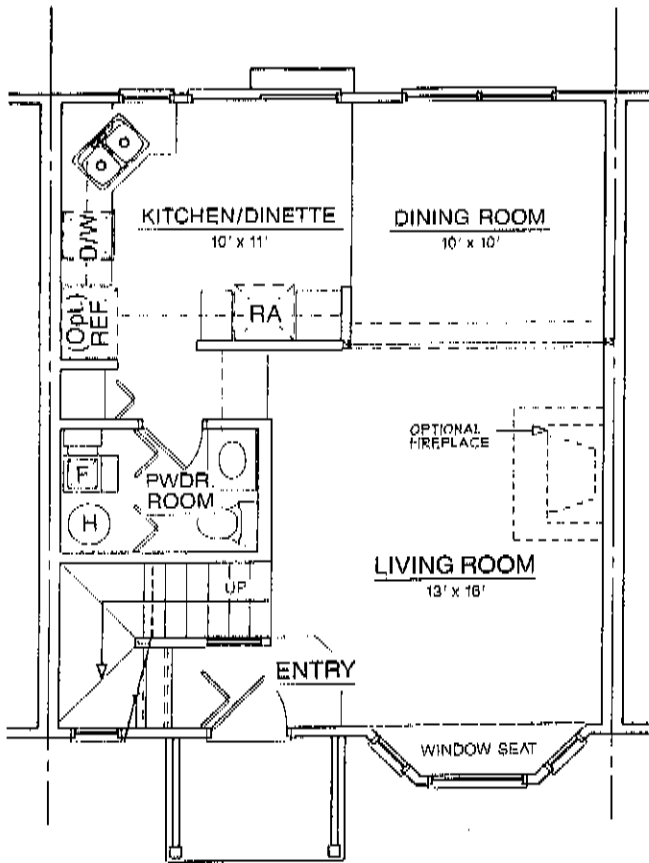 KITCHEN/DINETTE
10' x 11'
DINING ROOM
10' x 10'
D/W
(Opt.)
REF
RA
OPTIONAL
FIREPLACE
F
PWDR.
ROOM
H
LIVING ROOM
13' x 16'
UP
ENTRY
WINDOW SEAT